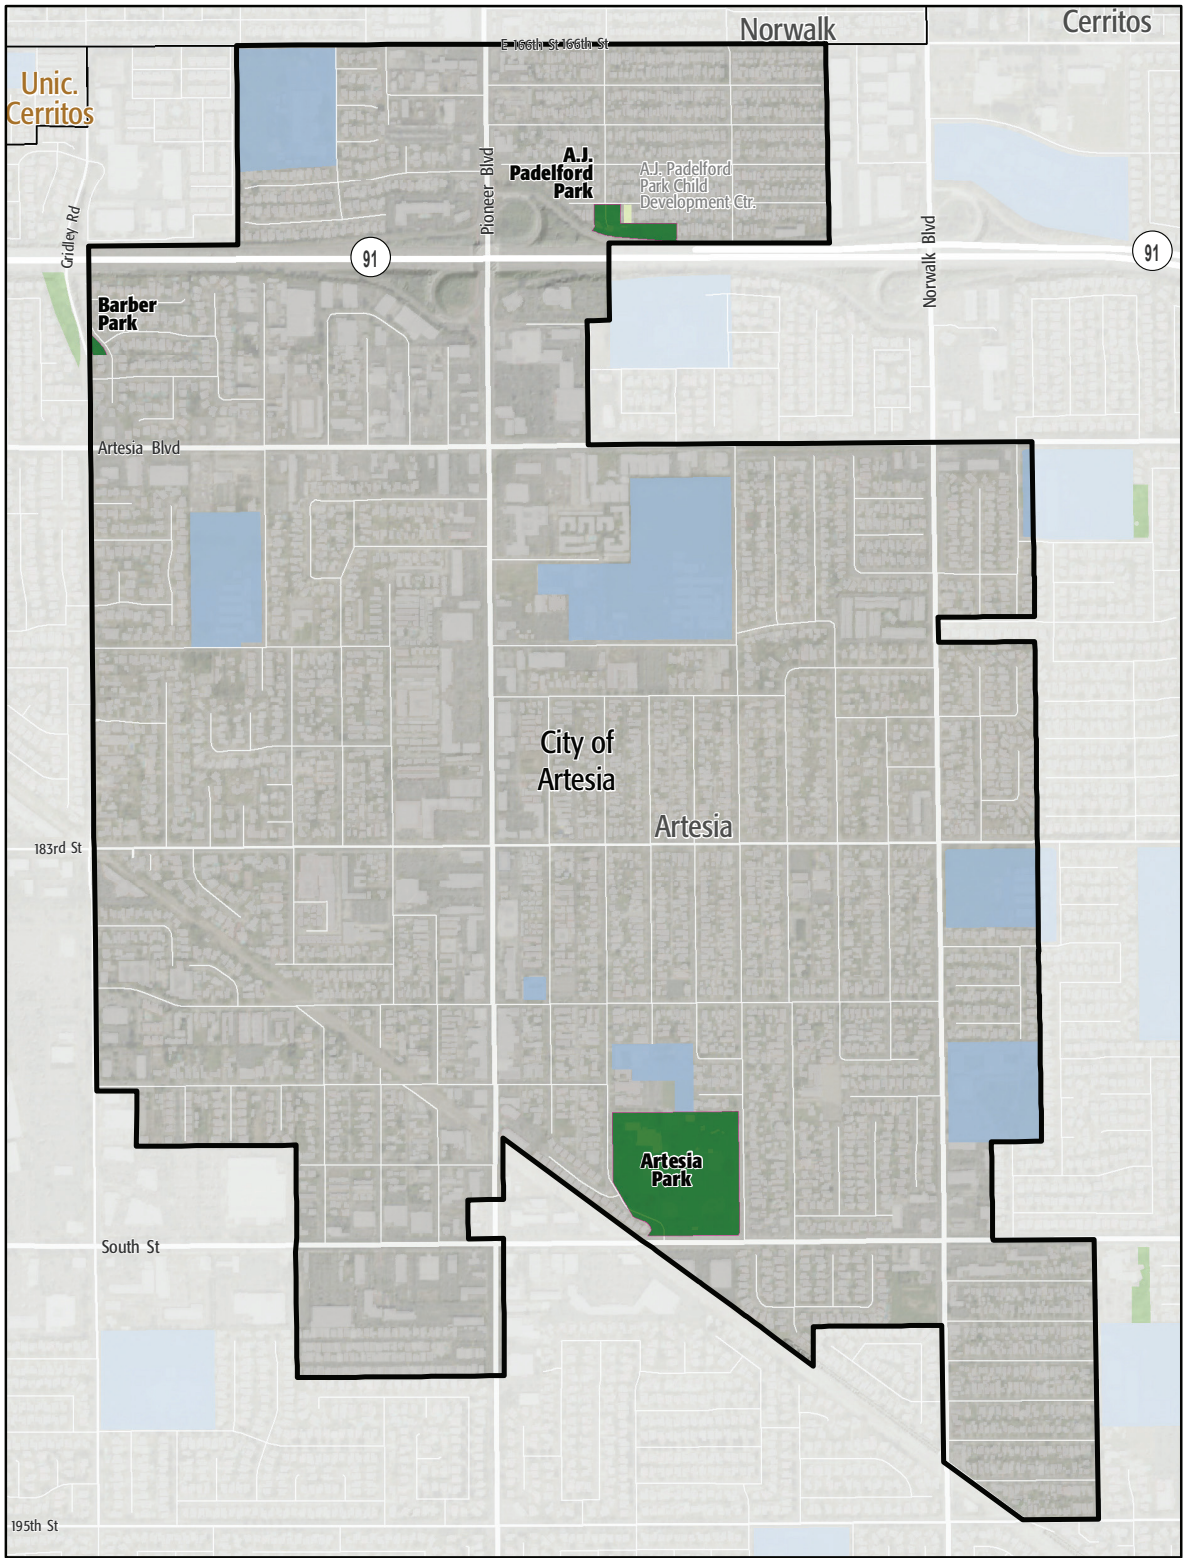 Norwalk
Cerritos
E 166th St 166th St
Unic.
Cerritos
A.J.
Padelford
Park
A.J. Padelford
Park Child
Development Ctr.
Pioneer Blvd
Gridley Rd
Norwalk Blvd
91
91
Barber
Park
Artesia Blvd
City of
Artesia
Artesia
183rd St
Artesia
Park
South St
195th St